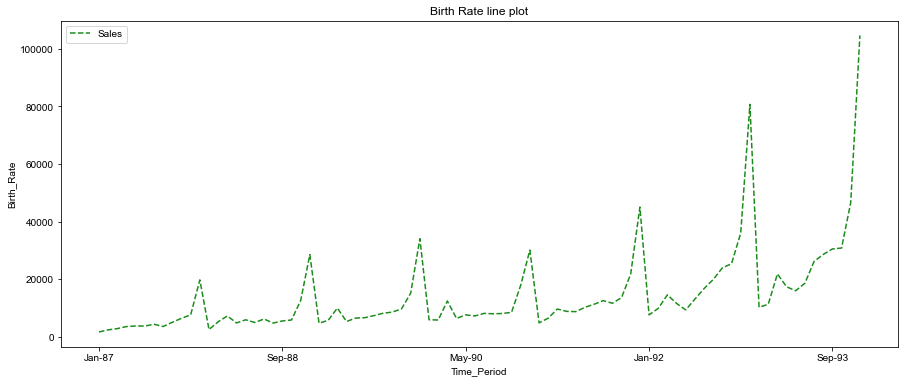 Birth Rate line plot
Sales
100000
80000
60000
40000
20000
0
Birth_Rate
Jan-87 Sep-88 May-90 Jan-92 Sep-93
Time_Period